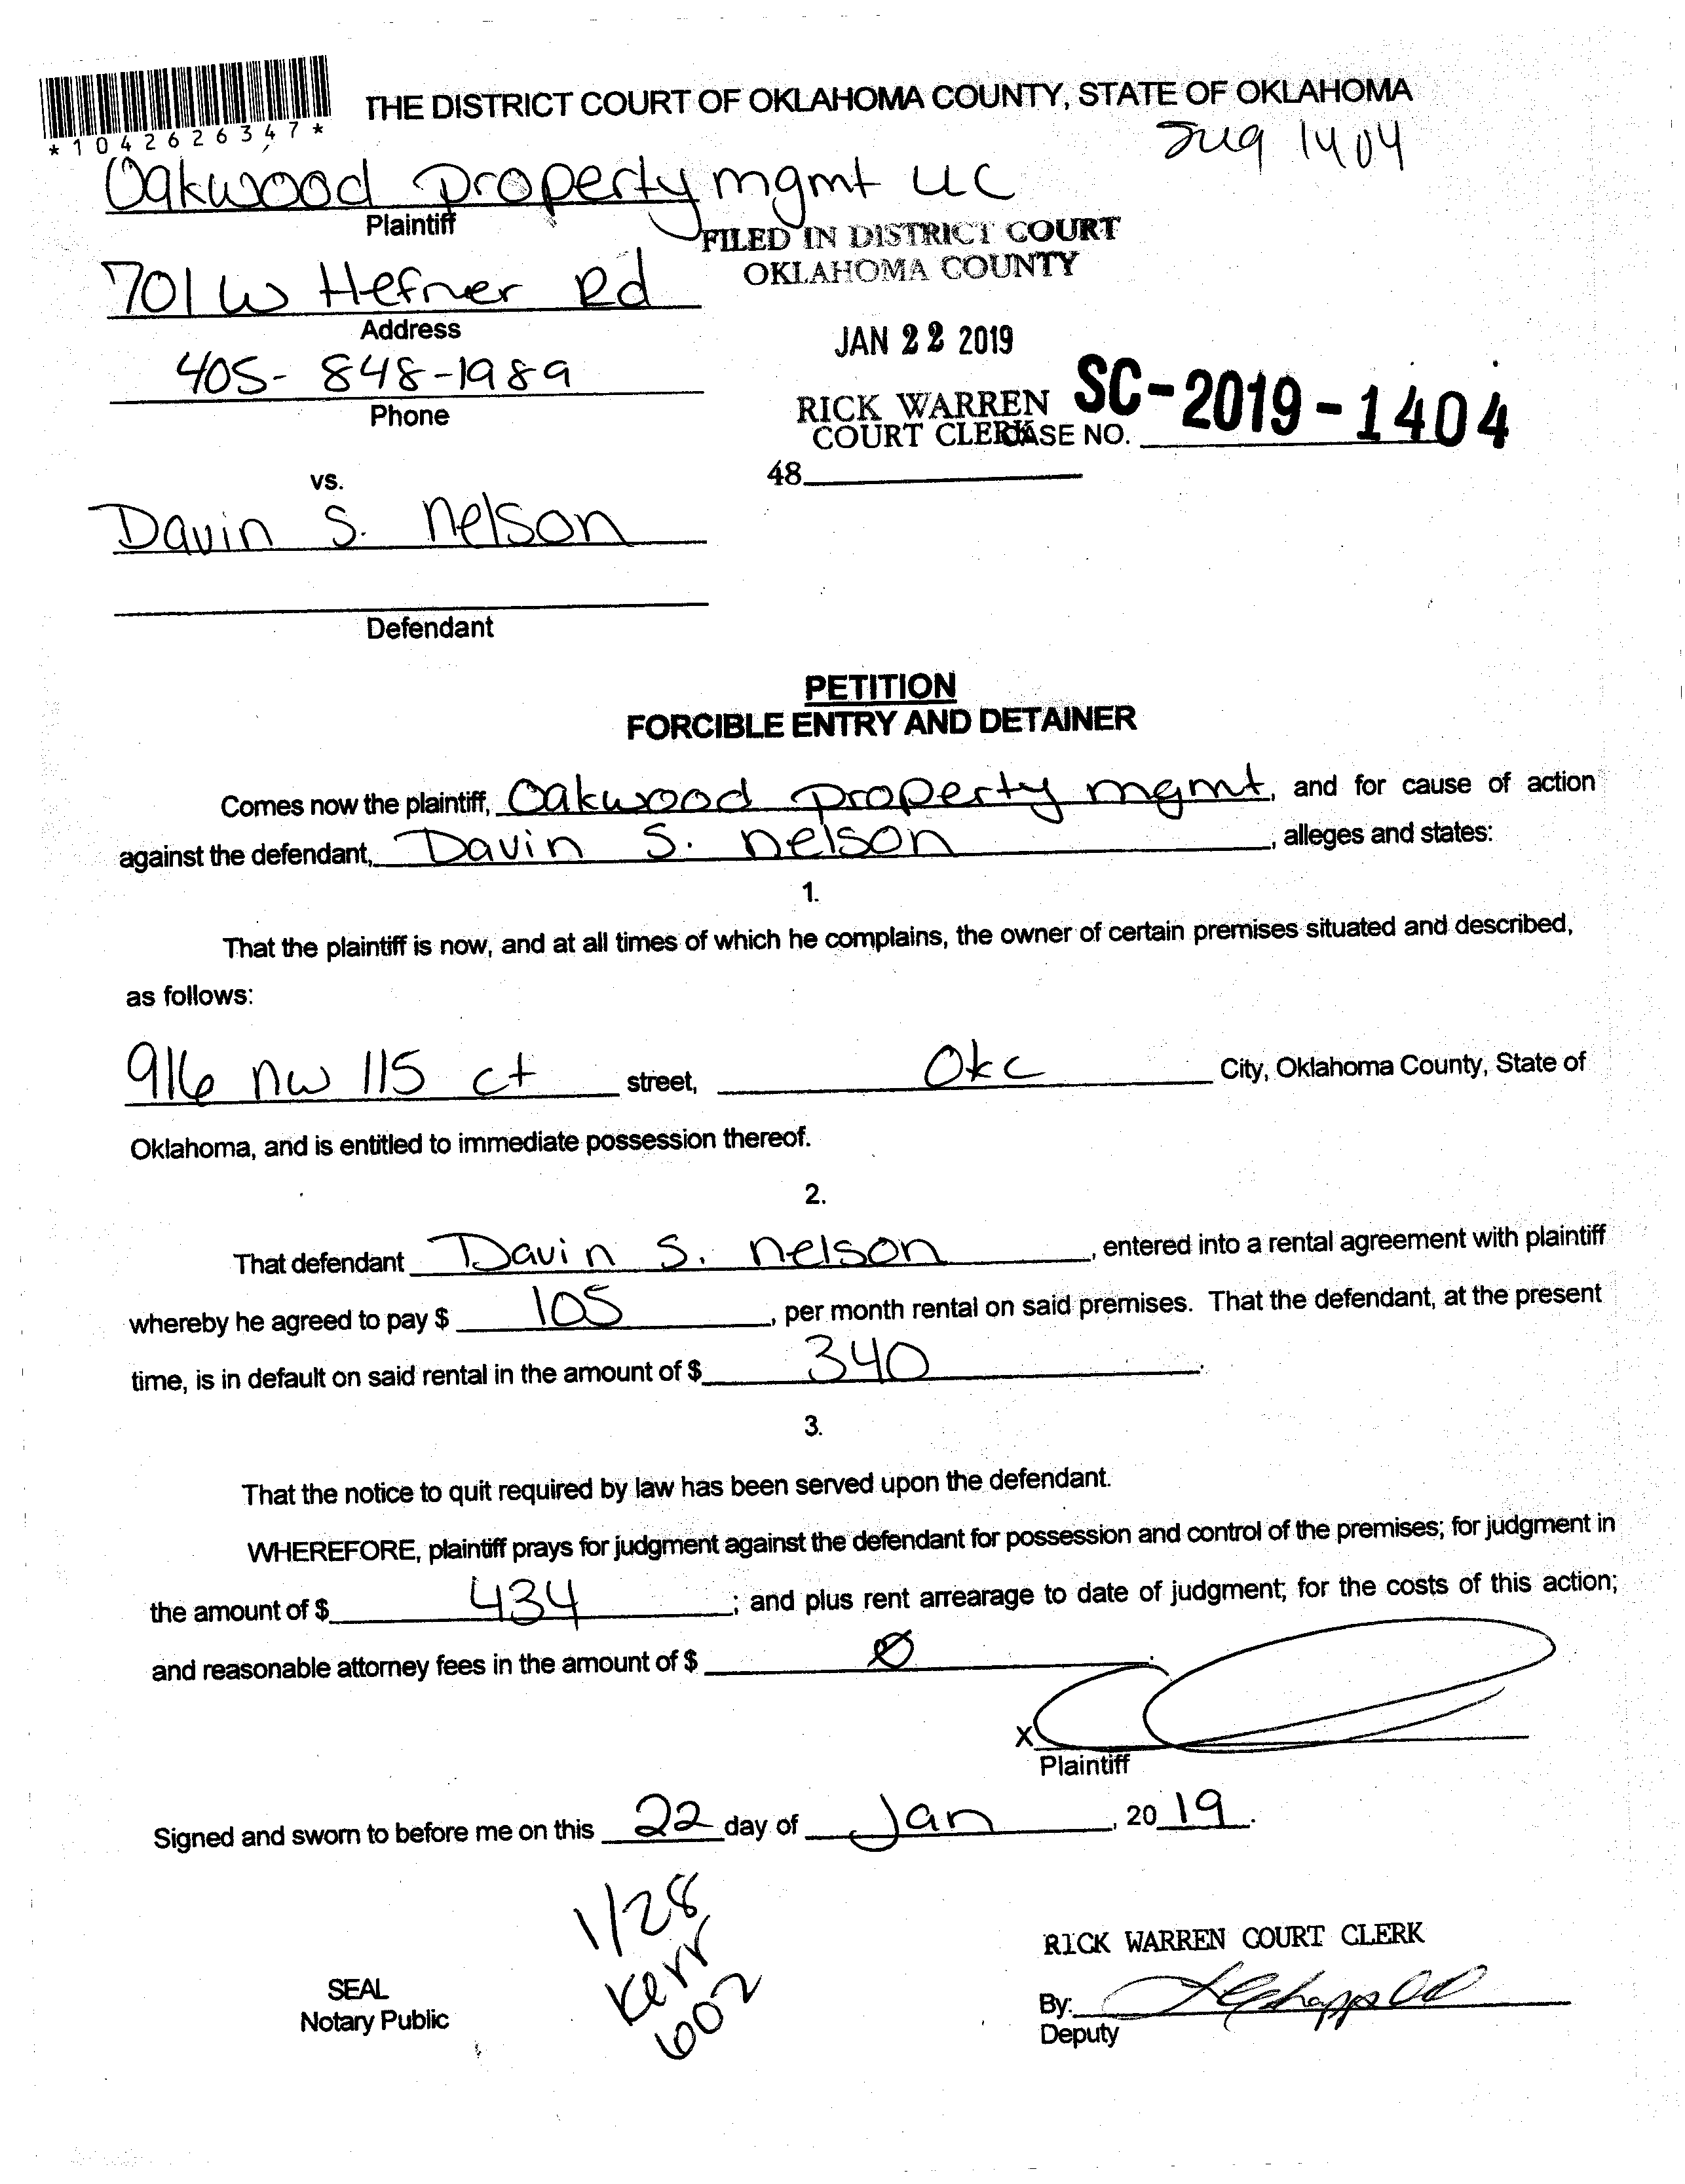 *1042626347*
THE DISTRICT COURT OF OKLAHOMA COUNTY, STATE OF OKLAHOMA
1404
Oakwood property mgmt LLC
Plaintiff
FILED IN DISTRICT COURT
OKLAHOMA COUNTY
701 W Hefner Rd
Address
JAN 22 2019
405-848-1989
Phone
RICK WARREN
COURT CLERK
CASE NO. SC-2019-1404
48
vs.
Davin S. nelson
Defendant
PETITION
FORCIBLE ENTRY AND DETAINER
Comes now the plaintiff, Oakwood property mgmt, and for cause of action
against the defendant, Davin S. nelson, alleges and states:
1.
That the plaintiff is now, and at all times of which he complains, the owner of certain premises situated and described,
as follows:
916 nw 115 ct street, Okc City, Oklahoma County, State of
Oklahoma, and is entitled to immediate possession thereof.
2.
That defendant Davin S. nelson, entered into a rental agreement with plaintiff
whereby he agreed to pay $ 105, per month rental on said premises. That the defendant, at the present
time, is in default on said rental in the amount of $ 340.
3.
That the notice to quit required by law has been served upon the defendant.
WHEREFORE, plaintiff prays for judgment against the defendant for possession and control of the premises; for judgment in
the amount of $ 434; and plus rent arrearage to date of judgment; for the costs of this action;
and reasonable attorney fees in the amount of $ Ø.
X
Plaintiff
Signed and sworn to before me on this 22 day of Jan, 2019.
1/28
Kerr
602
RICK WARREN COURT CLERK
SEAL
Notary Public
By:
Deputy